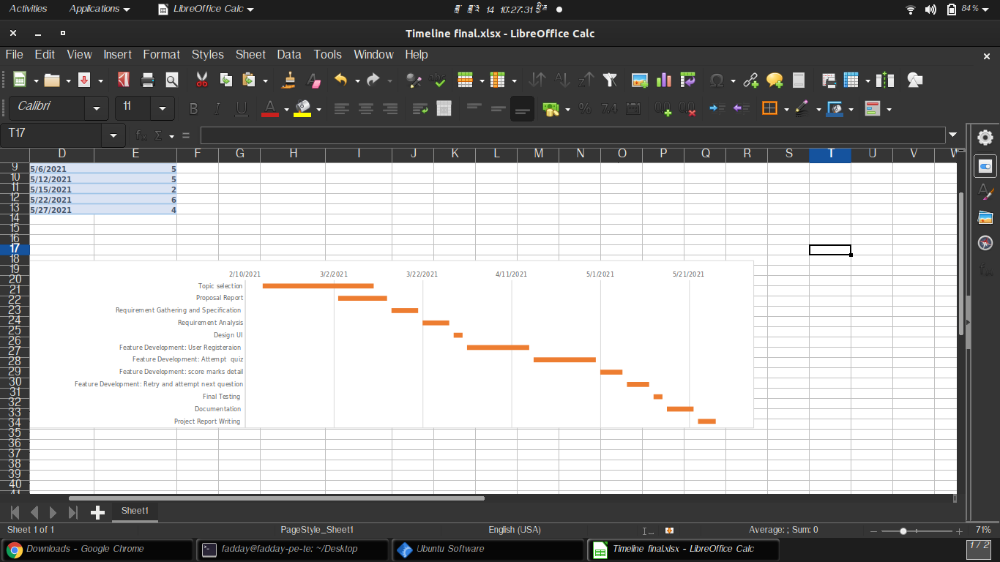 Activities Applications LibreOffice Calc 14 10:27:31 84 %
Timeline final.xlsx - LibreOffice Calc
File Edit View Insert Format Styles Sheet Data Tools Window Help
Calibri 11
T17
D E F G H I J K L M N O P Q R S T U V W
9 5/6/2021 5
10 5/12/2021 5
11 5/15/2021 2
12 5/22/2021 6
13 5/27/2021 4
14
15
16
17
18
19
2/10/2021 3/2/2021 3/22/2021 4/11/2021 5/1/2021 5/21/2021
20
21 Topic selection
22 Proposal Report
23 Requirement Gathering and Specification
24 Requirement Analysis
25 Design UI
26
27 Feature Development: User Registeraion
28 Feature Development: Attempt quiz
29 Feature Development: score marks detail
30 Feature Development: Retry and attempt next question
31 Final Testing
32
33 Documentation
34 Project Report Writing
35
36
37
38
39
40
41
Sheet1
Sheet 1 of 1 PageStyle_Sheet1 English (USA) Average: ; Sum: 0 71%
Downloads - Google Chrome fadday@fadday-pe-te: ~/Desktop Ubuntu Software Timeline final.xlsx - LibreOffice Calc 1 / 2